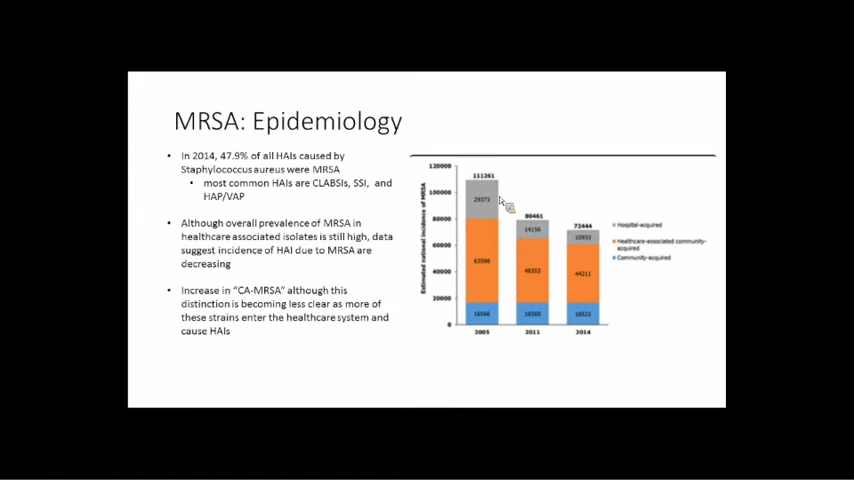 MRSA: Epidemiology
• In 2014, 47.9% of all HAIs caused by
Staphylococcus aureus were MRSA
• most common HAIs are CLABSIs, SSI, and
HAP/VAP
• Although overall prevalence of MRSA in
healthcare associated isolates is still high, data
suggest incidence of HAI due to MRSA are
decreasing
• Increase in “CA-MRSA” although this
distinction is becoming less clear as more of
these strains enter the healthcare system and
cause HAIs
Estimated national incidence of MRSA
120000
100000
80000
60000
40000
20000
0
111261
29373
16566
2005
80461
14156
48353
16560
2011
72444
44211
16522
2014
Hospital-acquired
Healthcare-associated community-
acquired
Community-acquired